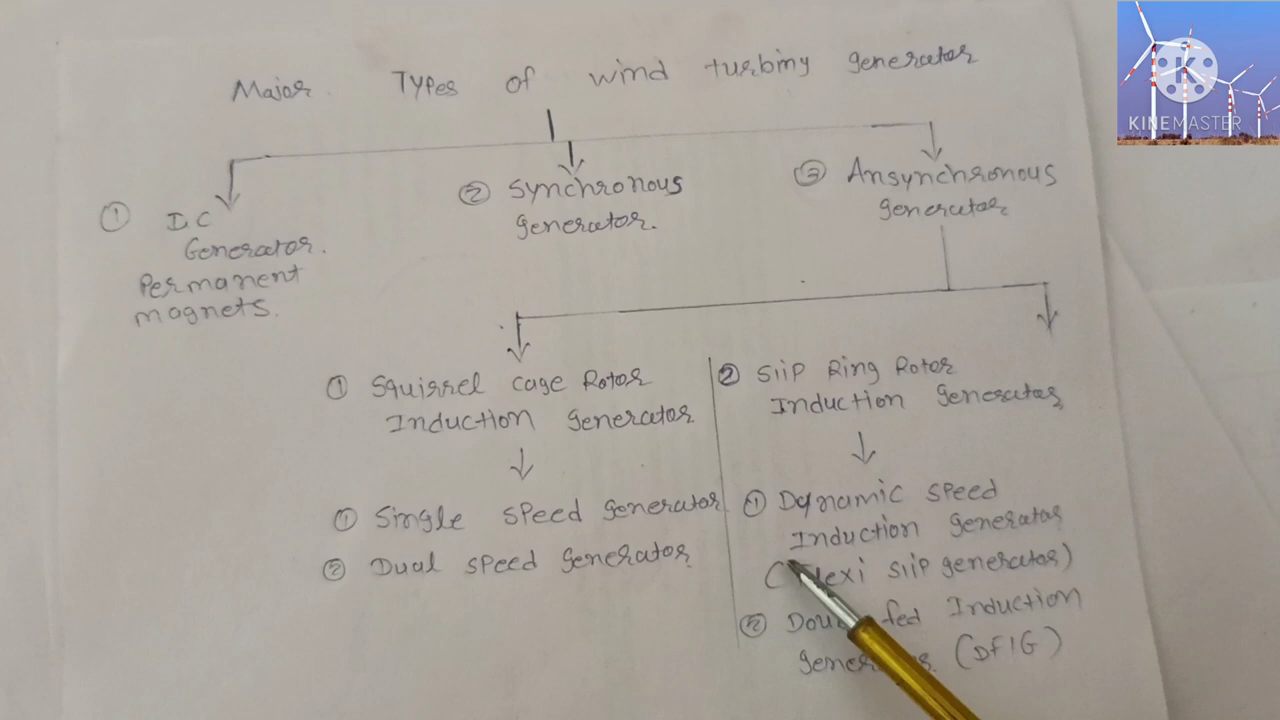 Major Types of wind turbiny generator
① DC
Generator.
Permanent
magnets.
② Synchronous
generator.
③ Ansynchronous
generator
① Squirrel cage Rotor
Induction generator
① Single speed generator
② Dual speed generator
② Slip Ring Rotor
Induction generator
① Dynamic speed
Induction generator
(Flexi slip generator)
② fed Induction
(DFIG)
KINEMASTER